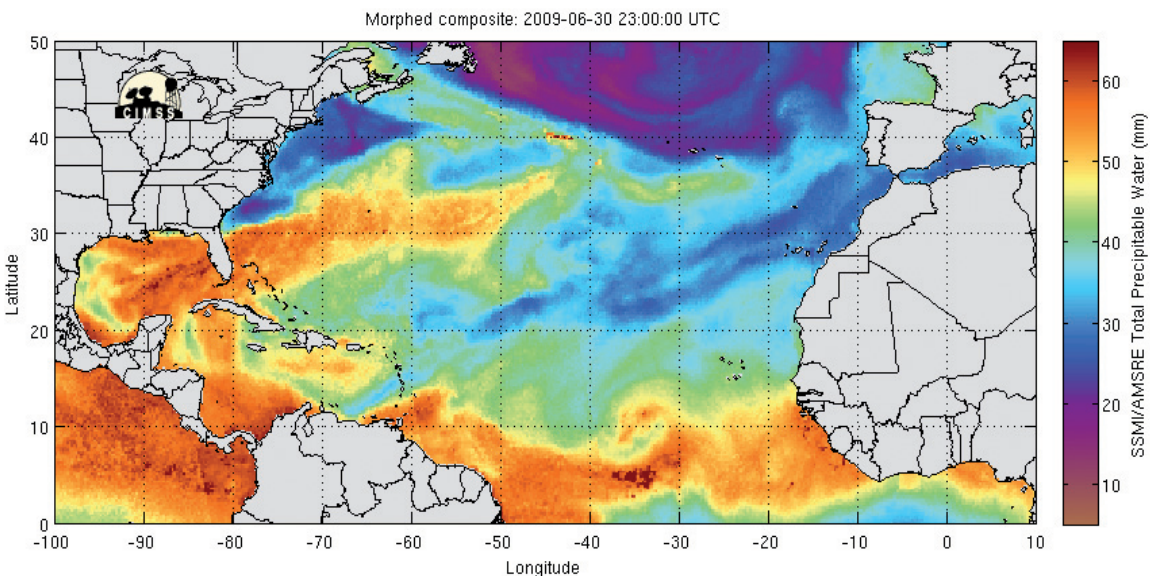 Morphed composite: 2009-06-30 23:00:00 UTC
50
40
30
20
10
0
Latitude
CIMSS
-100 -90 -80 -70 -60 -50 -40 -30 -20 -10 0 10
Longitude
60
50
40
30
20
10
SSMI/AMSRE Total Precipitable Water (mm)